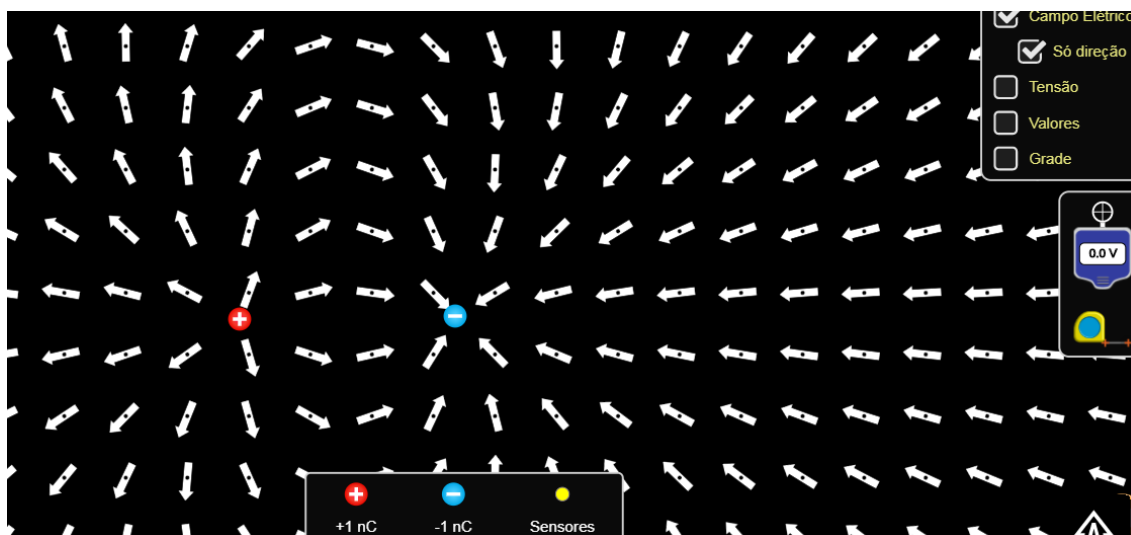 Campo Elétrico
Só direção
Tensão
Valores
Grade
0.0 V
+1 nC
-1 nC
Sensores